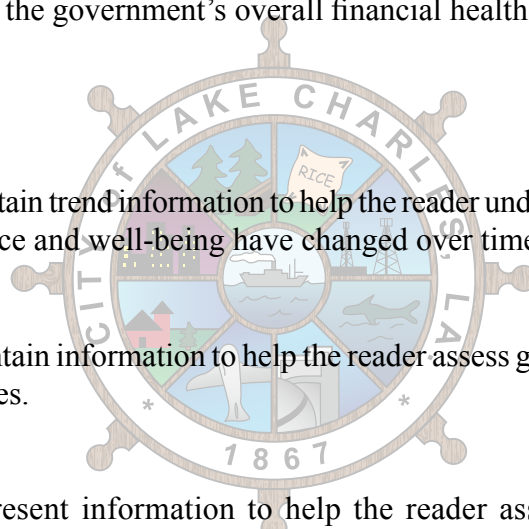 the government's overall financial health
CITY of LAKE CHARLES, LA.
RICE
tain trend information to help the reader und
ce and well-being have changed over time
ntain information to help the reader assess g
es.
* *
1867
resent information to help the reader ass